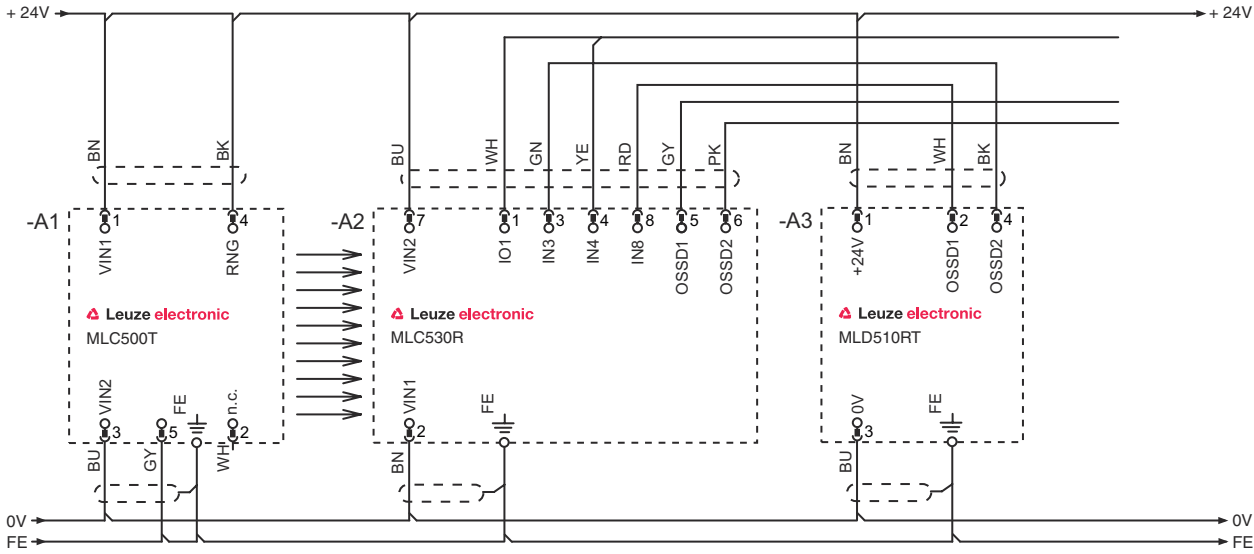 + 24V + 24V
BN BK BU WH GN YE RD GY PK BN WH BK
-A1 1 4 -A2 7 1 3 4 8 5 6 -A3 1 2 4
VIN1 RNG VIN2 IO1 IN3 IN4 IN8 OSSD1 OSSD2 +24V OSSD1 OSSD2
Leuze electronic Leuze electronic Leuze electronic
MLC500T MLC530R MLD510RT
VIN2 FE n.c. VIN1 FE 0V FE
3 5 2 2 3
BU GY WH BN BU
0V 0V
FE FE